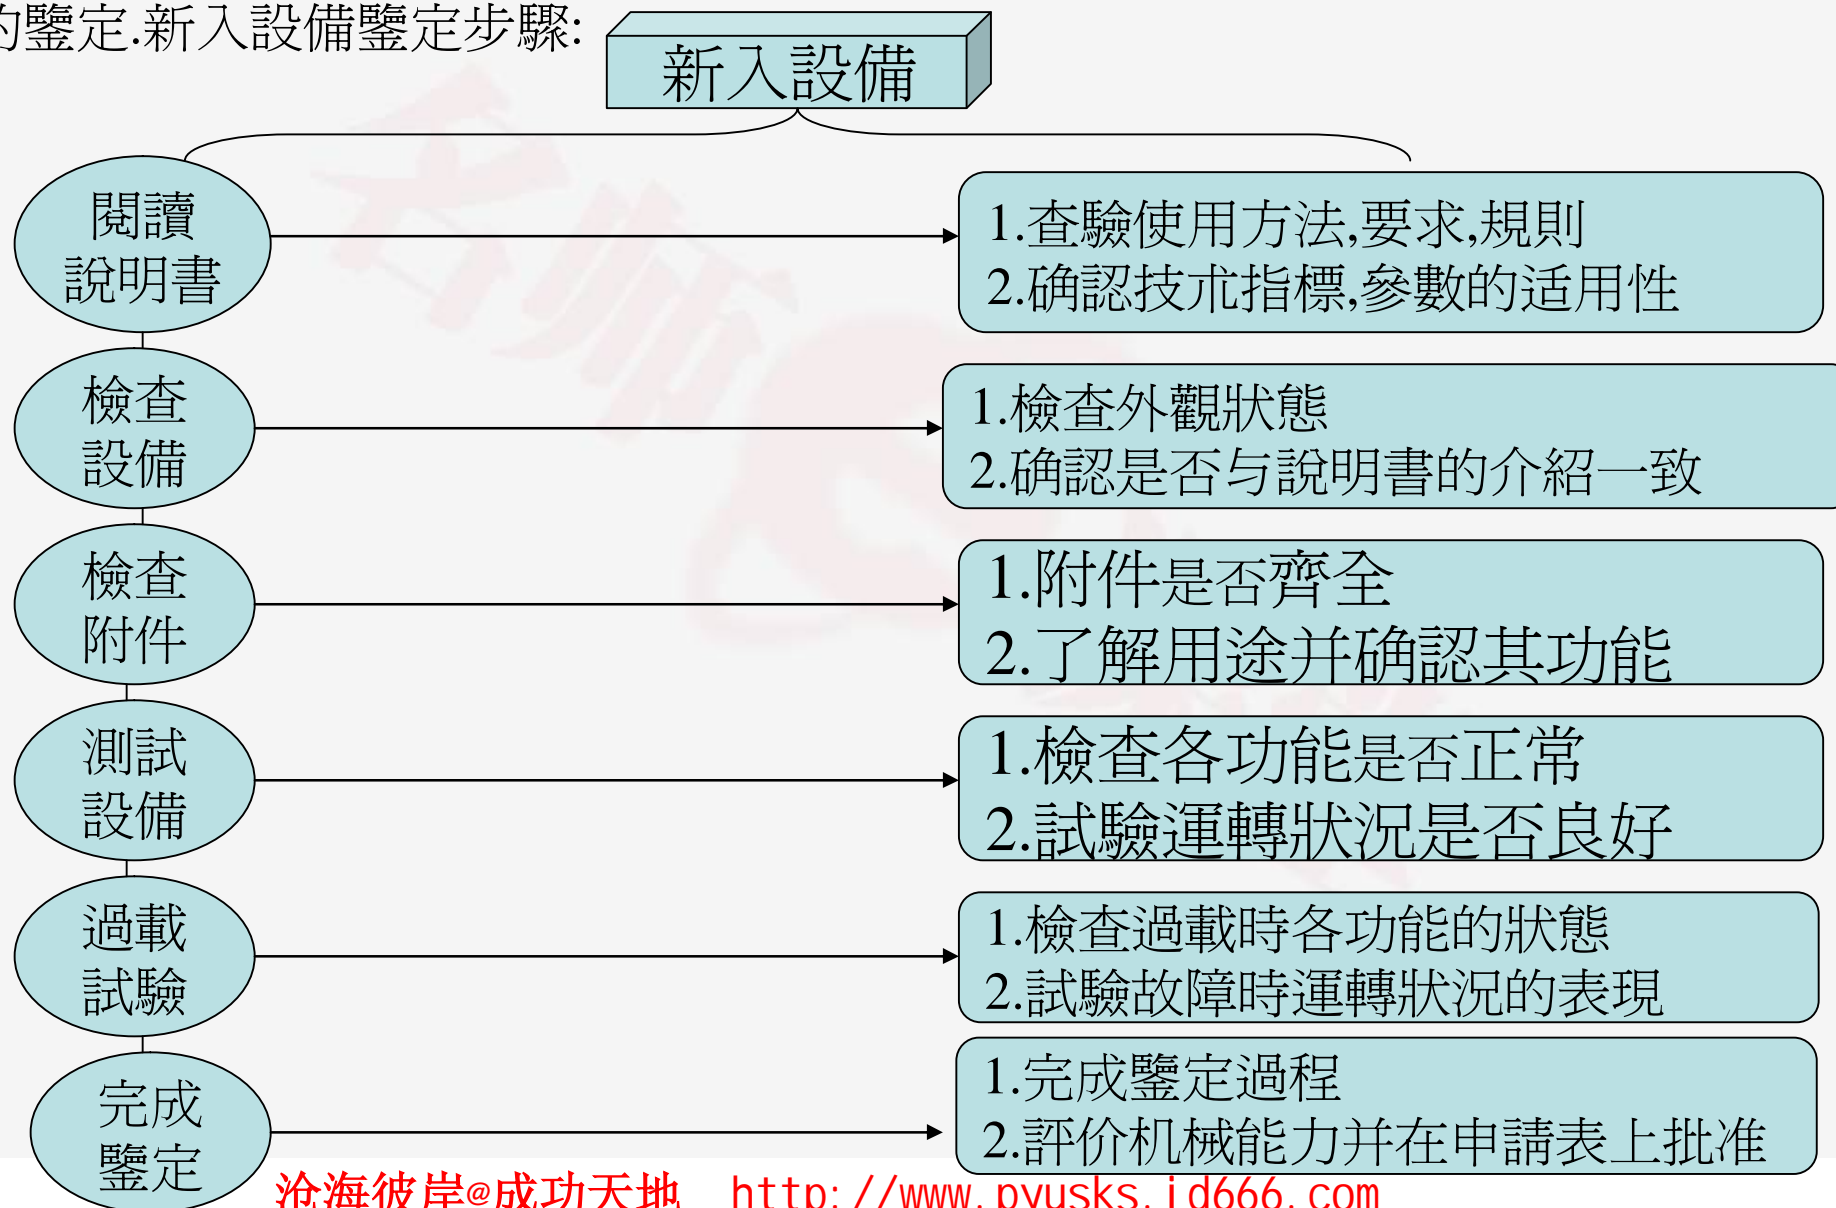 的鑒定.新入設備鑒定步驟:
新入設備
閱讀
說明書
1.查驗使用方法,要求,規則
2.确認技朮指標,參數的适用性
檢查
設備
1.檢查外觀狀態
2.确認是否与說明書的介紹一致
檢查
附件
1.附件是否齊全
2.了解用途并确認其功能
測試
設備
1.檢查各功能是否正常
2.試驗運轉狀況是否良好
過載
試驗
1.檢查過載時各功能的狀態
2.試驗故障時運轉狀況的表現
完成
鑒定
1.完成鑒定過程
2.評价机械能力并在申請表上批准
沧海彼岸@成功天地 http://www.pyusks.id666.com